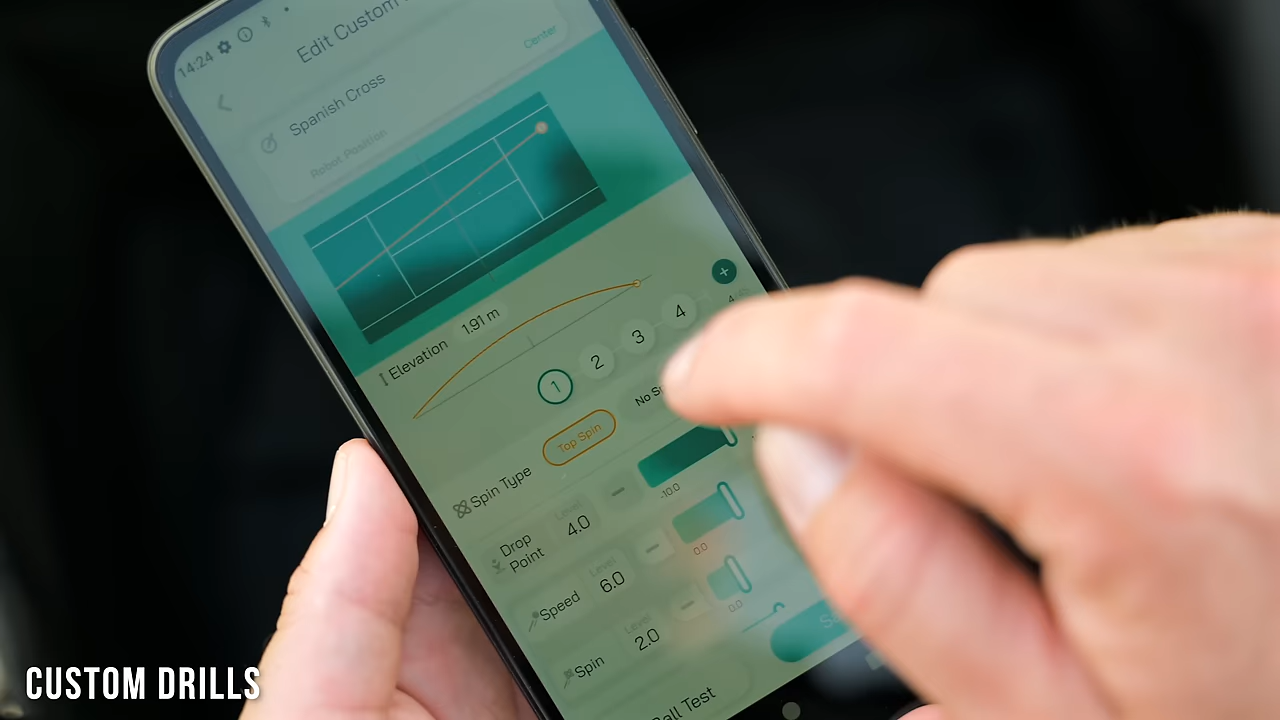 14:24
Edit Custom
Center
Spanish Cross
Robot Position
Elevation 1.91 m
1 2 3 4
Spin Type Top Spin
Drop Point 4.0
-10.0
Speed Level 6.0
0.0
Spin Level 2.0
0.0
Ball Test
CUSTOM DRILLS